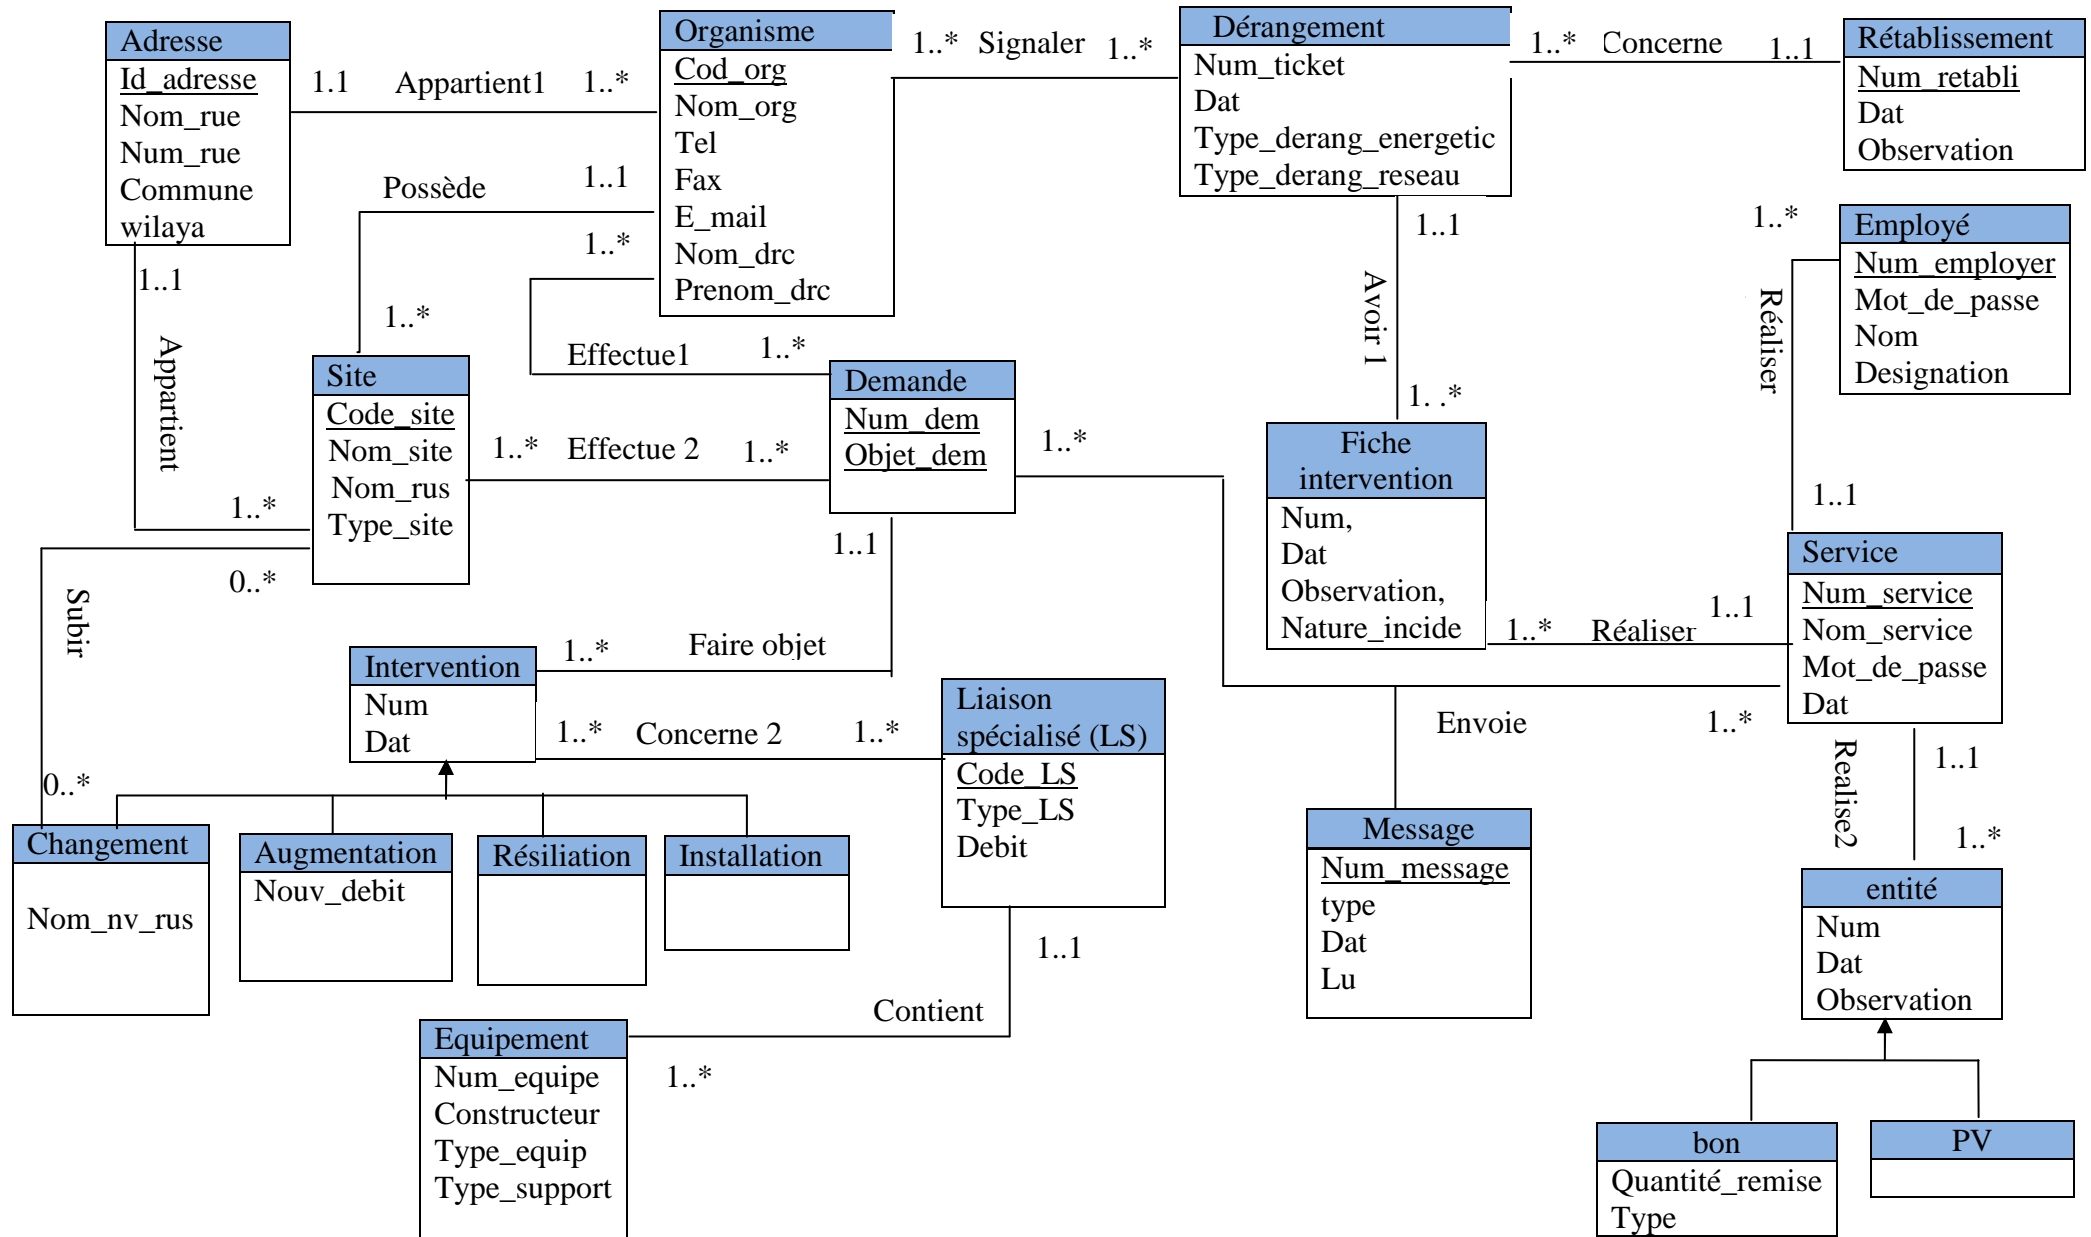 Adresse
Id_adresse
Nom_rue
Num_rue
Commune
wilaya
1.1
Appartient1
1..*
Organisme
Cod_org
Nom_org
Tel
Fax
E_mail
Nom_drc
Prenom_drc
1..*
Signaler
1..*
Dérangement
Num_ticket
Dat
Type_derang_energetic
Type_derang_reseau
1..*
Concerne
1..1
Rétablissement
Num_retabli
Dat
Observation
Possède
1..1
1..*
1..*
Effectue1
1..*
1..1
Appartient
1..*
Site
Code_site
Nom_site
Nom_rus
Type_site
1..*
Effectue 2
1..*
Demande
Num_dem
Objet_dem
1..*
1..1
1..1
Avoir 1
1. .*
Fiche
intervention
Num,
Dat
Observation,
Nature_incide
1..*
Réaliser
1..1
1..*
Réaliser
1..1
Employé
Num_employer
Mot_de_passe
Nom
Designation
Service
Num_service
Nom_service
Mot_de_passe
Dat
0..*
Subir
0..*
1..*
Faire objet
Intervention
Num
Dat
1..*
Concerne 2
1..*
Liaison
spécialisé (LS)
Code_LS
Type_LS
Debit
Envoie
1..*
Realise2
1..1
1..*
Changement
Nom_nv_rus
Augmentation
Nouv_debit
Résiliation
Installation
Message
Num_message
type
Dat
Lu
entité
Num
Dat
Observation
1..1
Contient
1..*
Equipement
Num_equipe
Constructeur
Type_equip
Type_support
bon
Quantité_remise
Type
PV